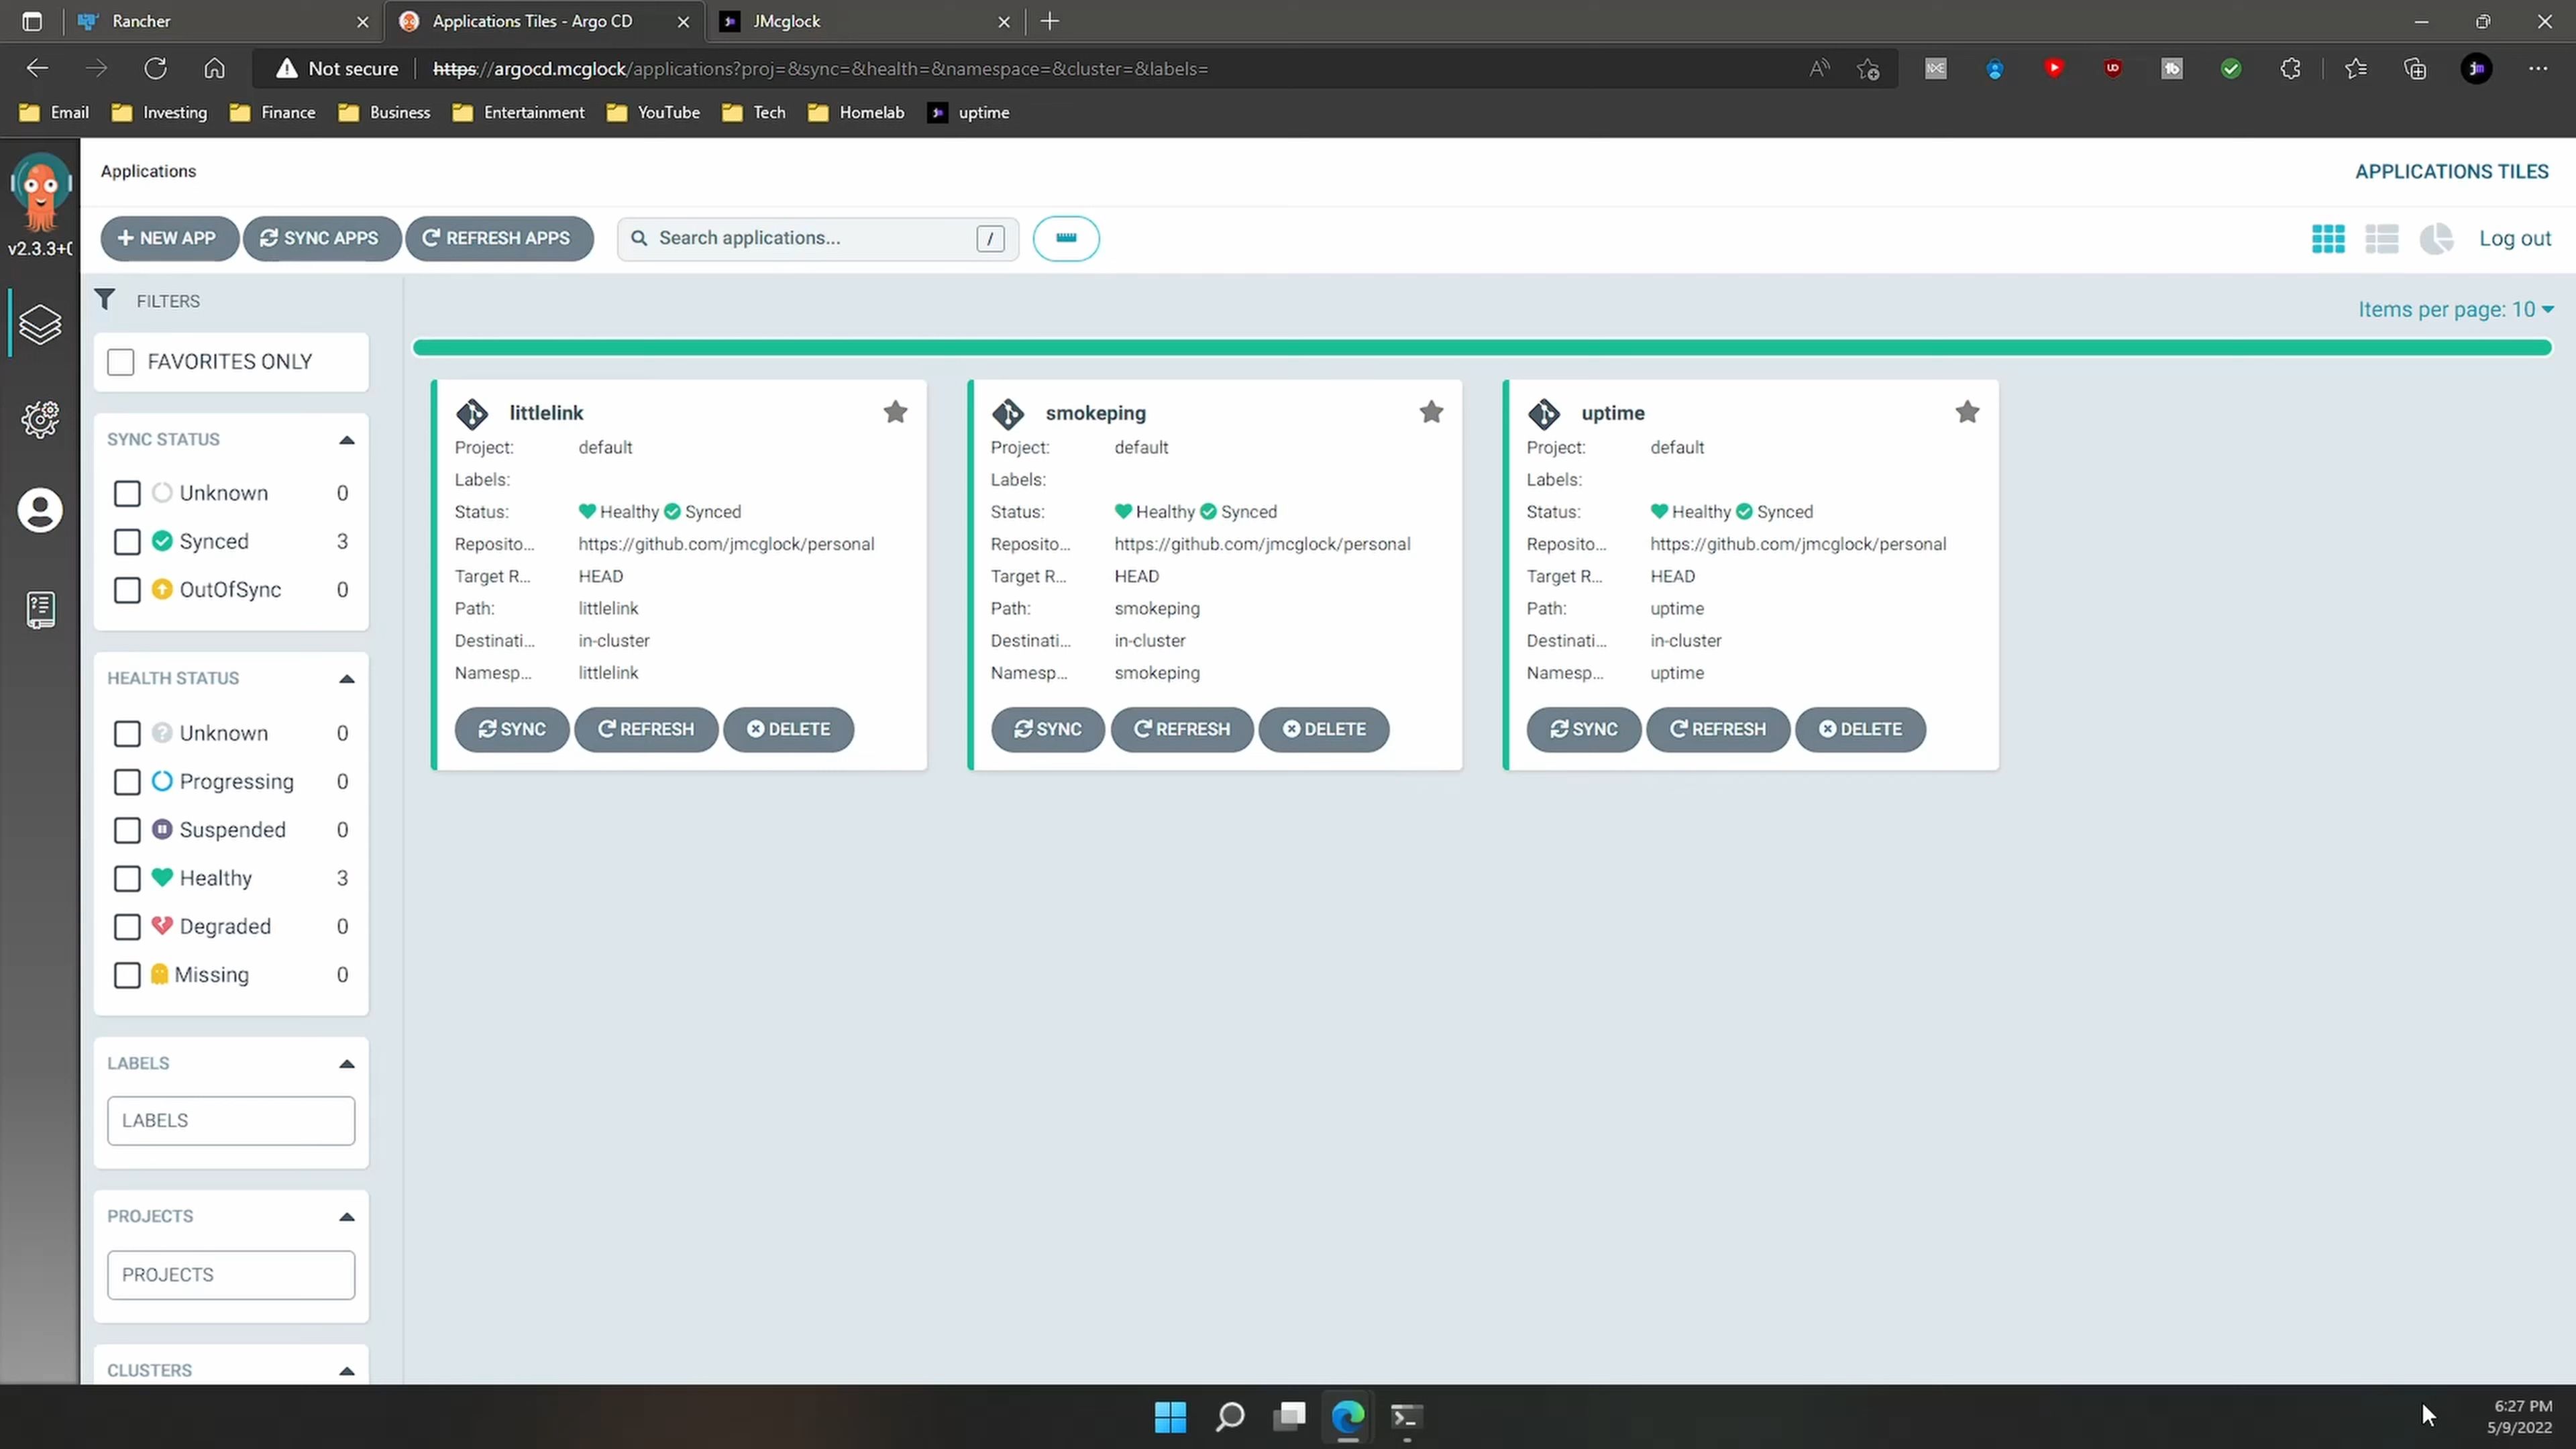 Rancher
Applications Tiles - Argo CD
JMcglock
Not secure
https://argocd.mcglock/applications?proj=&sync=&health=&namespace=&cluster=&labels=
Email
Investing
Finance
Business
Entertainment
YouTube
Tech
Homelab
uptime
Applications
APPLICATIONS TILES
v2.3.3+0
NEW APP
SYNC APPS
REFRESH APPS
Search applications...
/
Log out
FILTERS
Items per page: 10
FAVORITES ONLY
SYNC STATUS
Unknown 0
Synced 3
OutOfSync 0
HEALTH STATUS
Unknown 0
Progressing 0
Suspended 0
Healthy 3
Degraded 0
Missing 0
LABELS
LABELS
PROJECTS
PROJECTS
CLUSTERS
littlelink
Project: default
Labels:
Status: Healthy Synced
Reposito... https://github.com/jmcglock/personal
Target R... HEAD
Path: littlelink
Destinati... in-cluster
Namesp... littlelink
SYNC REFRESH DELETE
smokeping
Project: default
Labels:
Status: Healthy Synced
Reposito... https://github.com/jmcglock/personal
Target R... HEAD
Path: smokeping
Destinati... in-cluster
Namesp... smokeping
SYNC REFRESH DELETE
uptime
Project: default
Labels:
Status: Healthy Synced
Reposito... https://github.com/jmcglock/personal
Target R... HEAD
Path: uptime
Destinati... in-cluster
Namesp... uptime
SYNC REFRESH DELETE
6:27 PM
5/9/2022